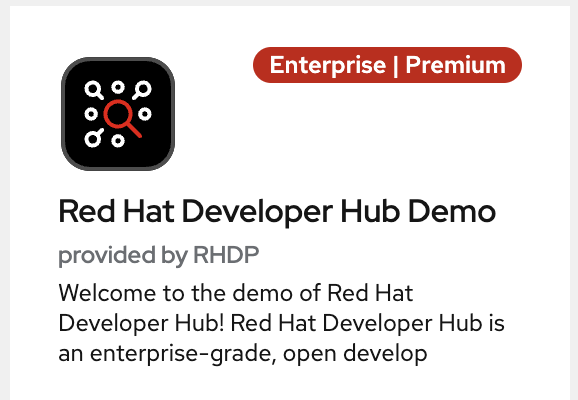 Enterprise | Premium
Red Hat Developer Hub Demo
provided by RHDP
Welcome to the demo of Red Hat
Developer Hub! Red Hat Developer Hub is
an enterprise-grade, open develop